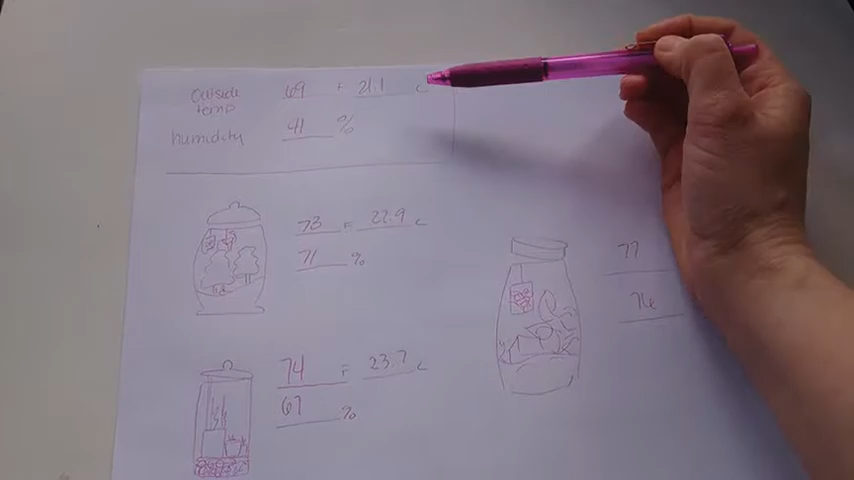 outside 69 F 21.1 C
temp
humidity 41 %
73 F 22.9 C
71 %
77
76
74 F 23.7 C
67 %